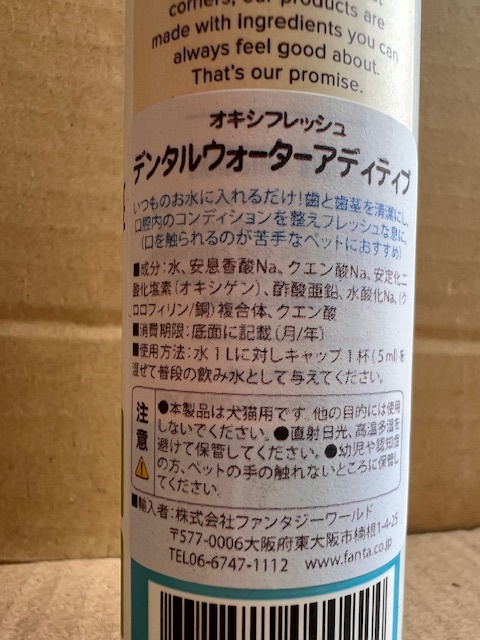 corners, our products are
made with ingredients you can
always feel good about.
That's our promise.
オキシフレッシュ
デンタルウォーターアディティブ
いつものお水に入れるだけ!歯と歯茎を清潔にし、
口腔内のコンディションを整えフレッシュな息に。
(口を触られるのが苦手なペットにおすすめ)
■成分:水、安息香酸Na、クエン酸Na、安定化二
酸化塩素(オキシゲン)、酢酸亜鉛、水酸化Na、(ク
ロロフィリン/銅)複合体、クエン酸
■消費期限:底面に記載(月/年)
■使用方法:水1Lに対しキャップ1杯(5ml)を
混ぜて普段の飲み水として与えてください。
注意
●本製品は犬猫用です。他の目的には使用
しないでください。●直射日光、高温多湿を
避けて保管してください。●幼児や認知症
の方、ペットの手の触れないところに保管し
てください。
■輸入者:株式会社ファンタジーワールド
〒577-0006大阪府東大阪市楠根1-4-25
TEL06-6747-1112 www.fanta.co.jp